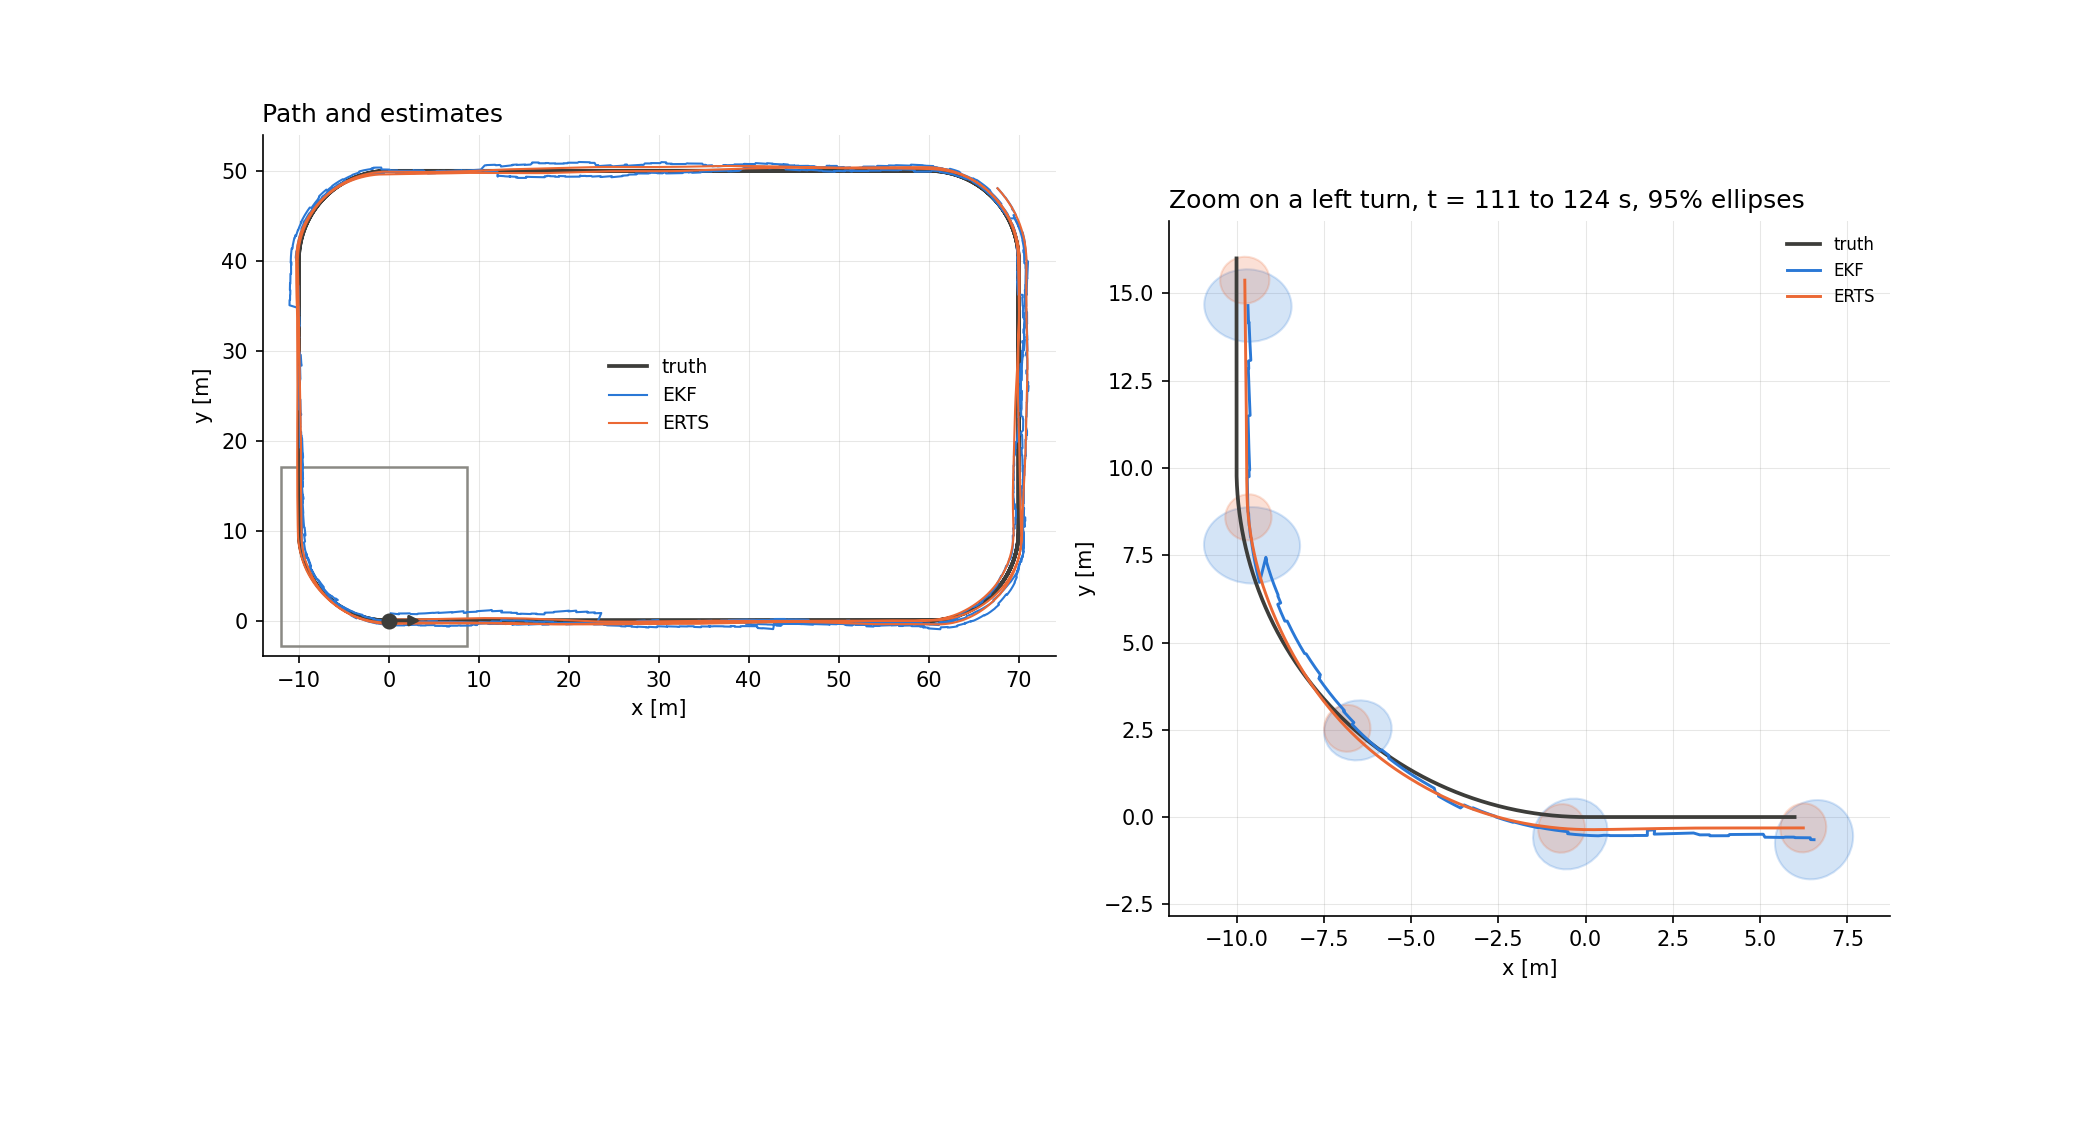 Path and estimates
50
40
30
20
10
0
y [m]
truth
EKF
ERTS
−10
0
10
20
30
40
50
60
70
x [m]
Zoom on a left turn, t = 111 to 124 s, 95% ellipses
truth
EKF
ERTS
15.0
12.5
10.0
7.5
5.0
2.5
0.0
−2.5
y [m]
−10.0
−7.5
−5.0
−2.5
0.0
2.5
5.0
7.5
x [m]